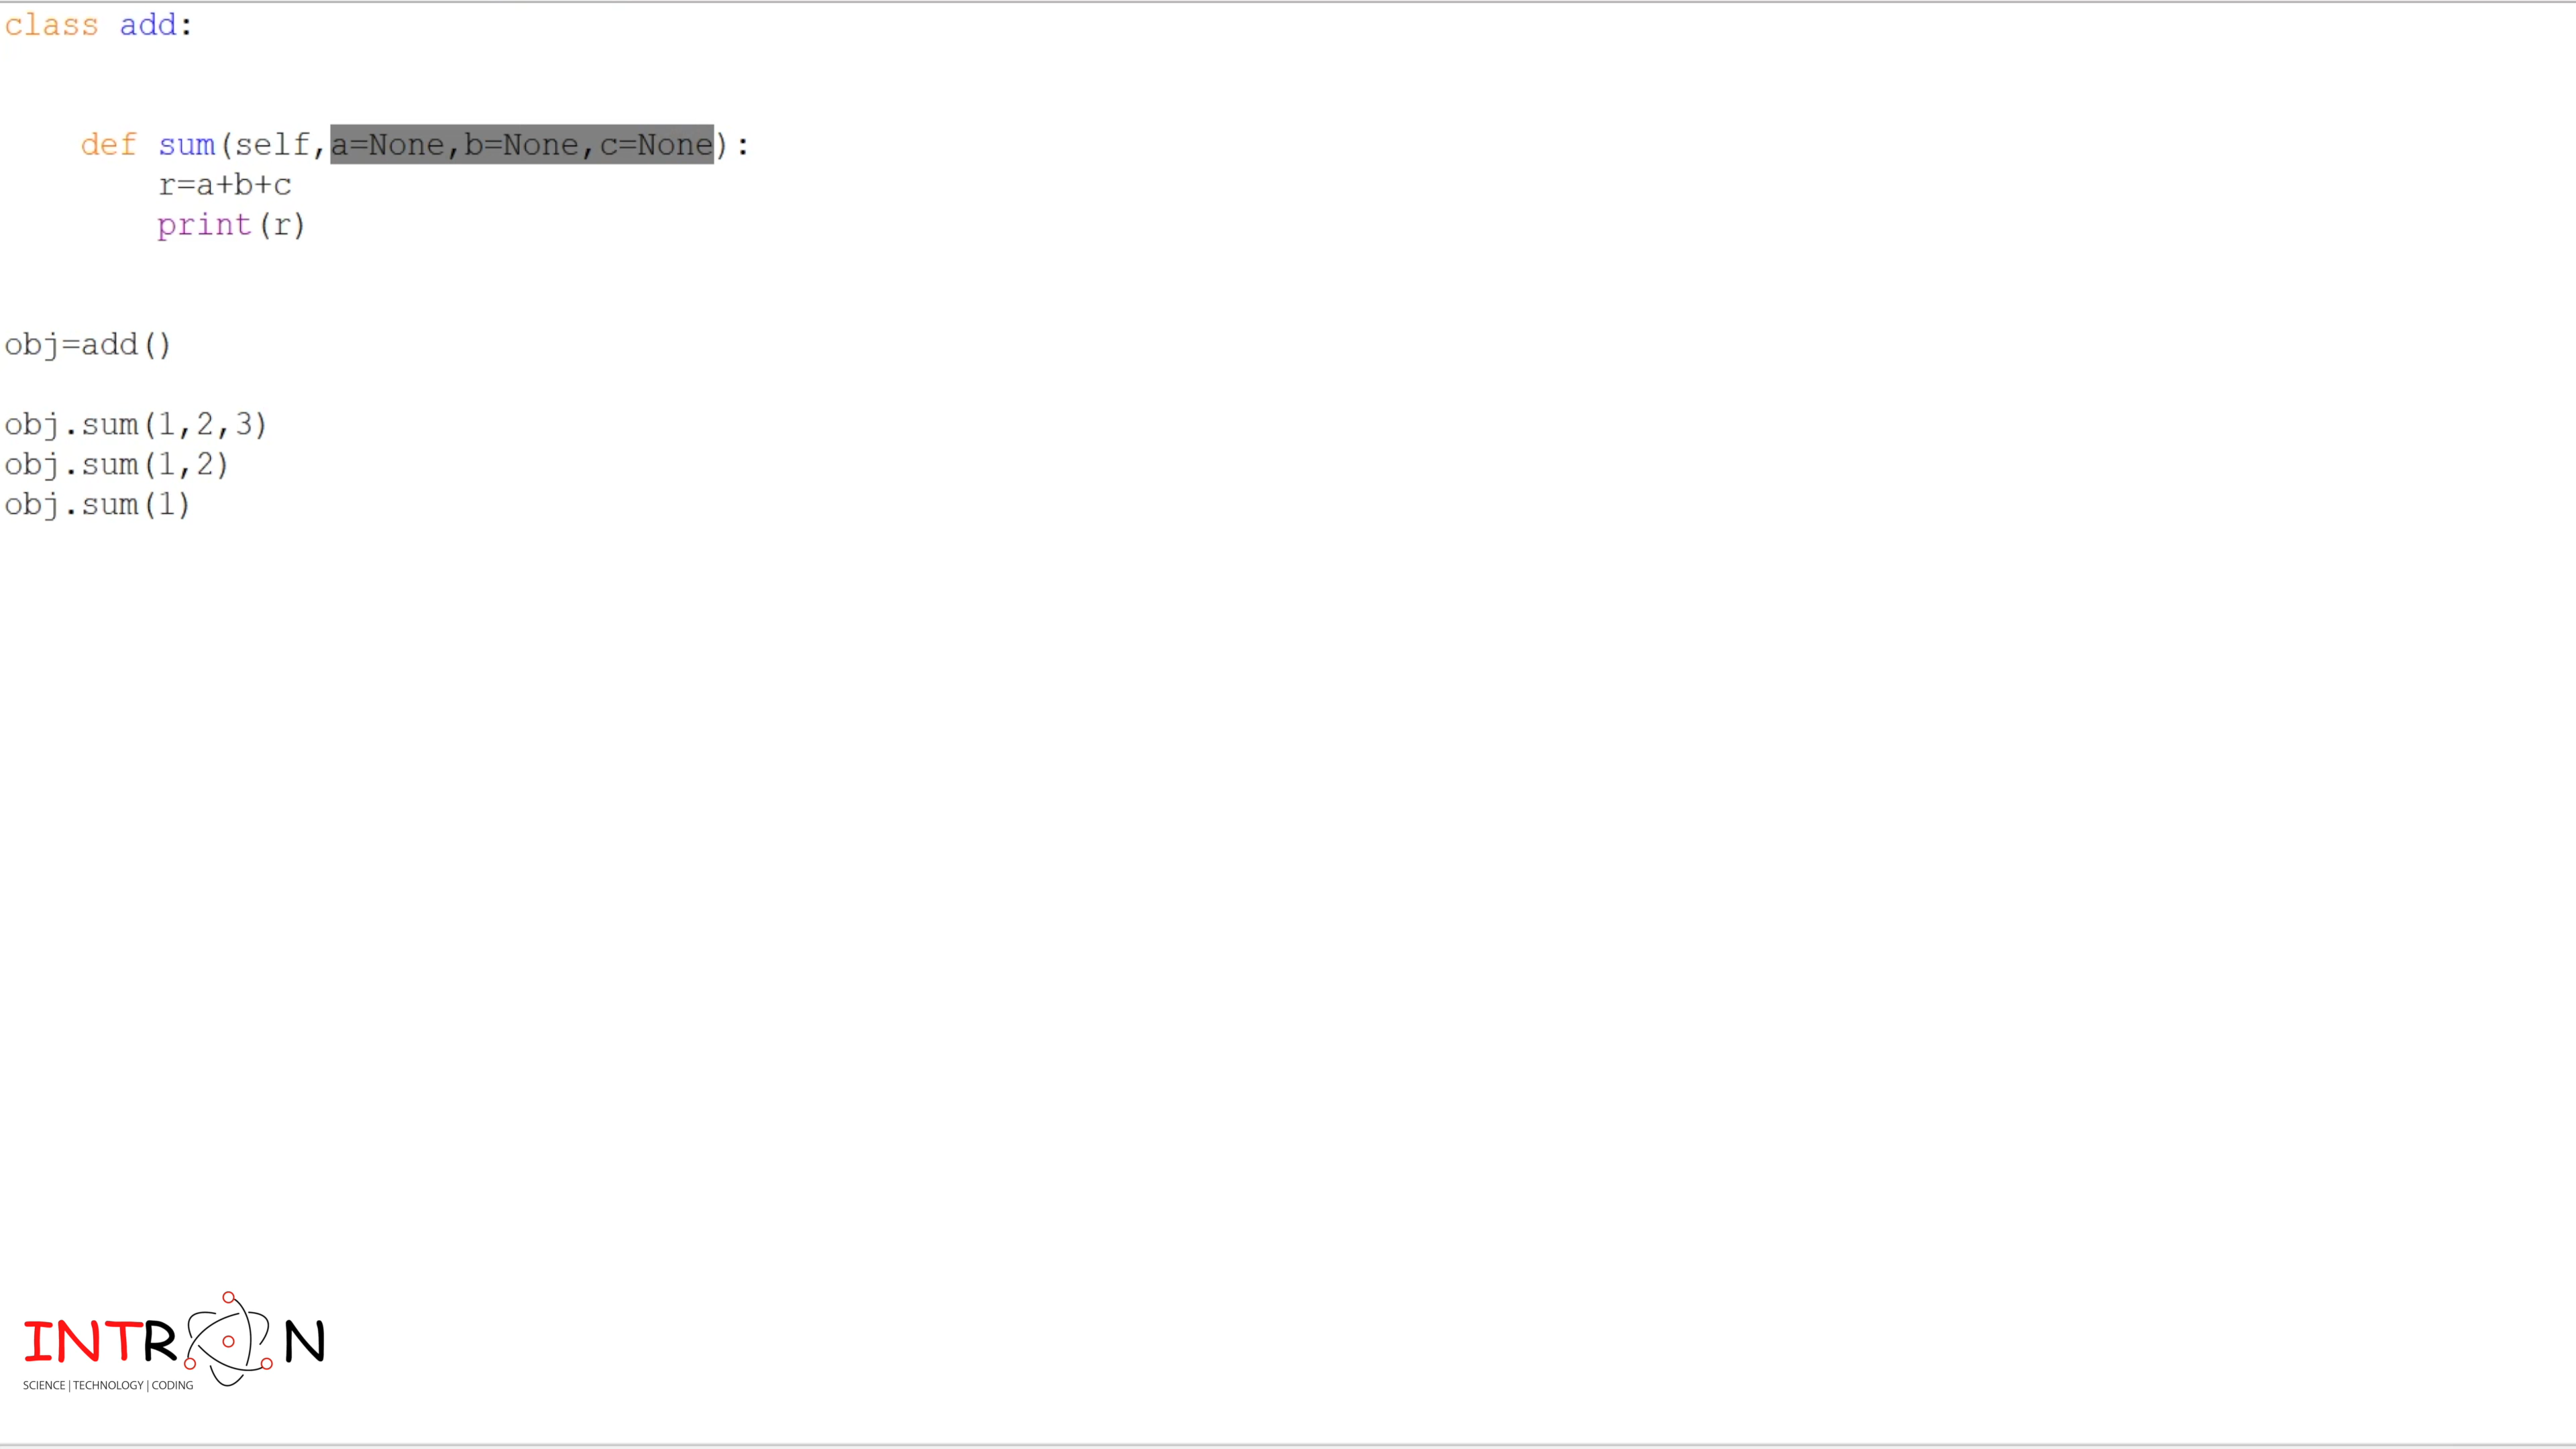 class add:
    def sum(self,a=None,b=None,c=None):
        r=a+b+c
        print(r)
obj=add()
obj.sum(1,2,3)
obj.sum(1,2)
obj.sum(1)
INTRON
SCIENCE | TECHNOLOGY | CODING